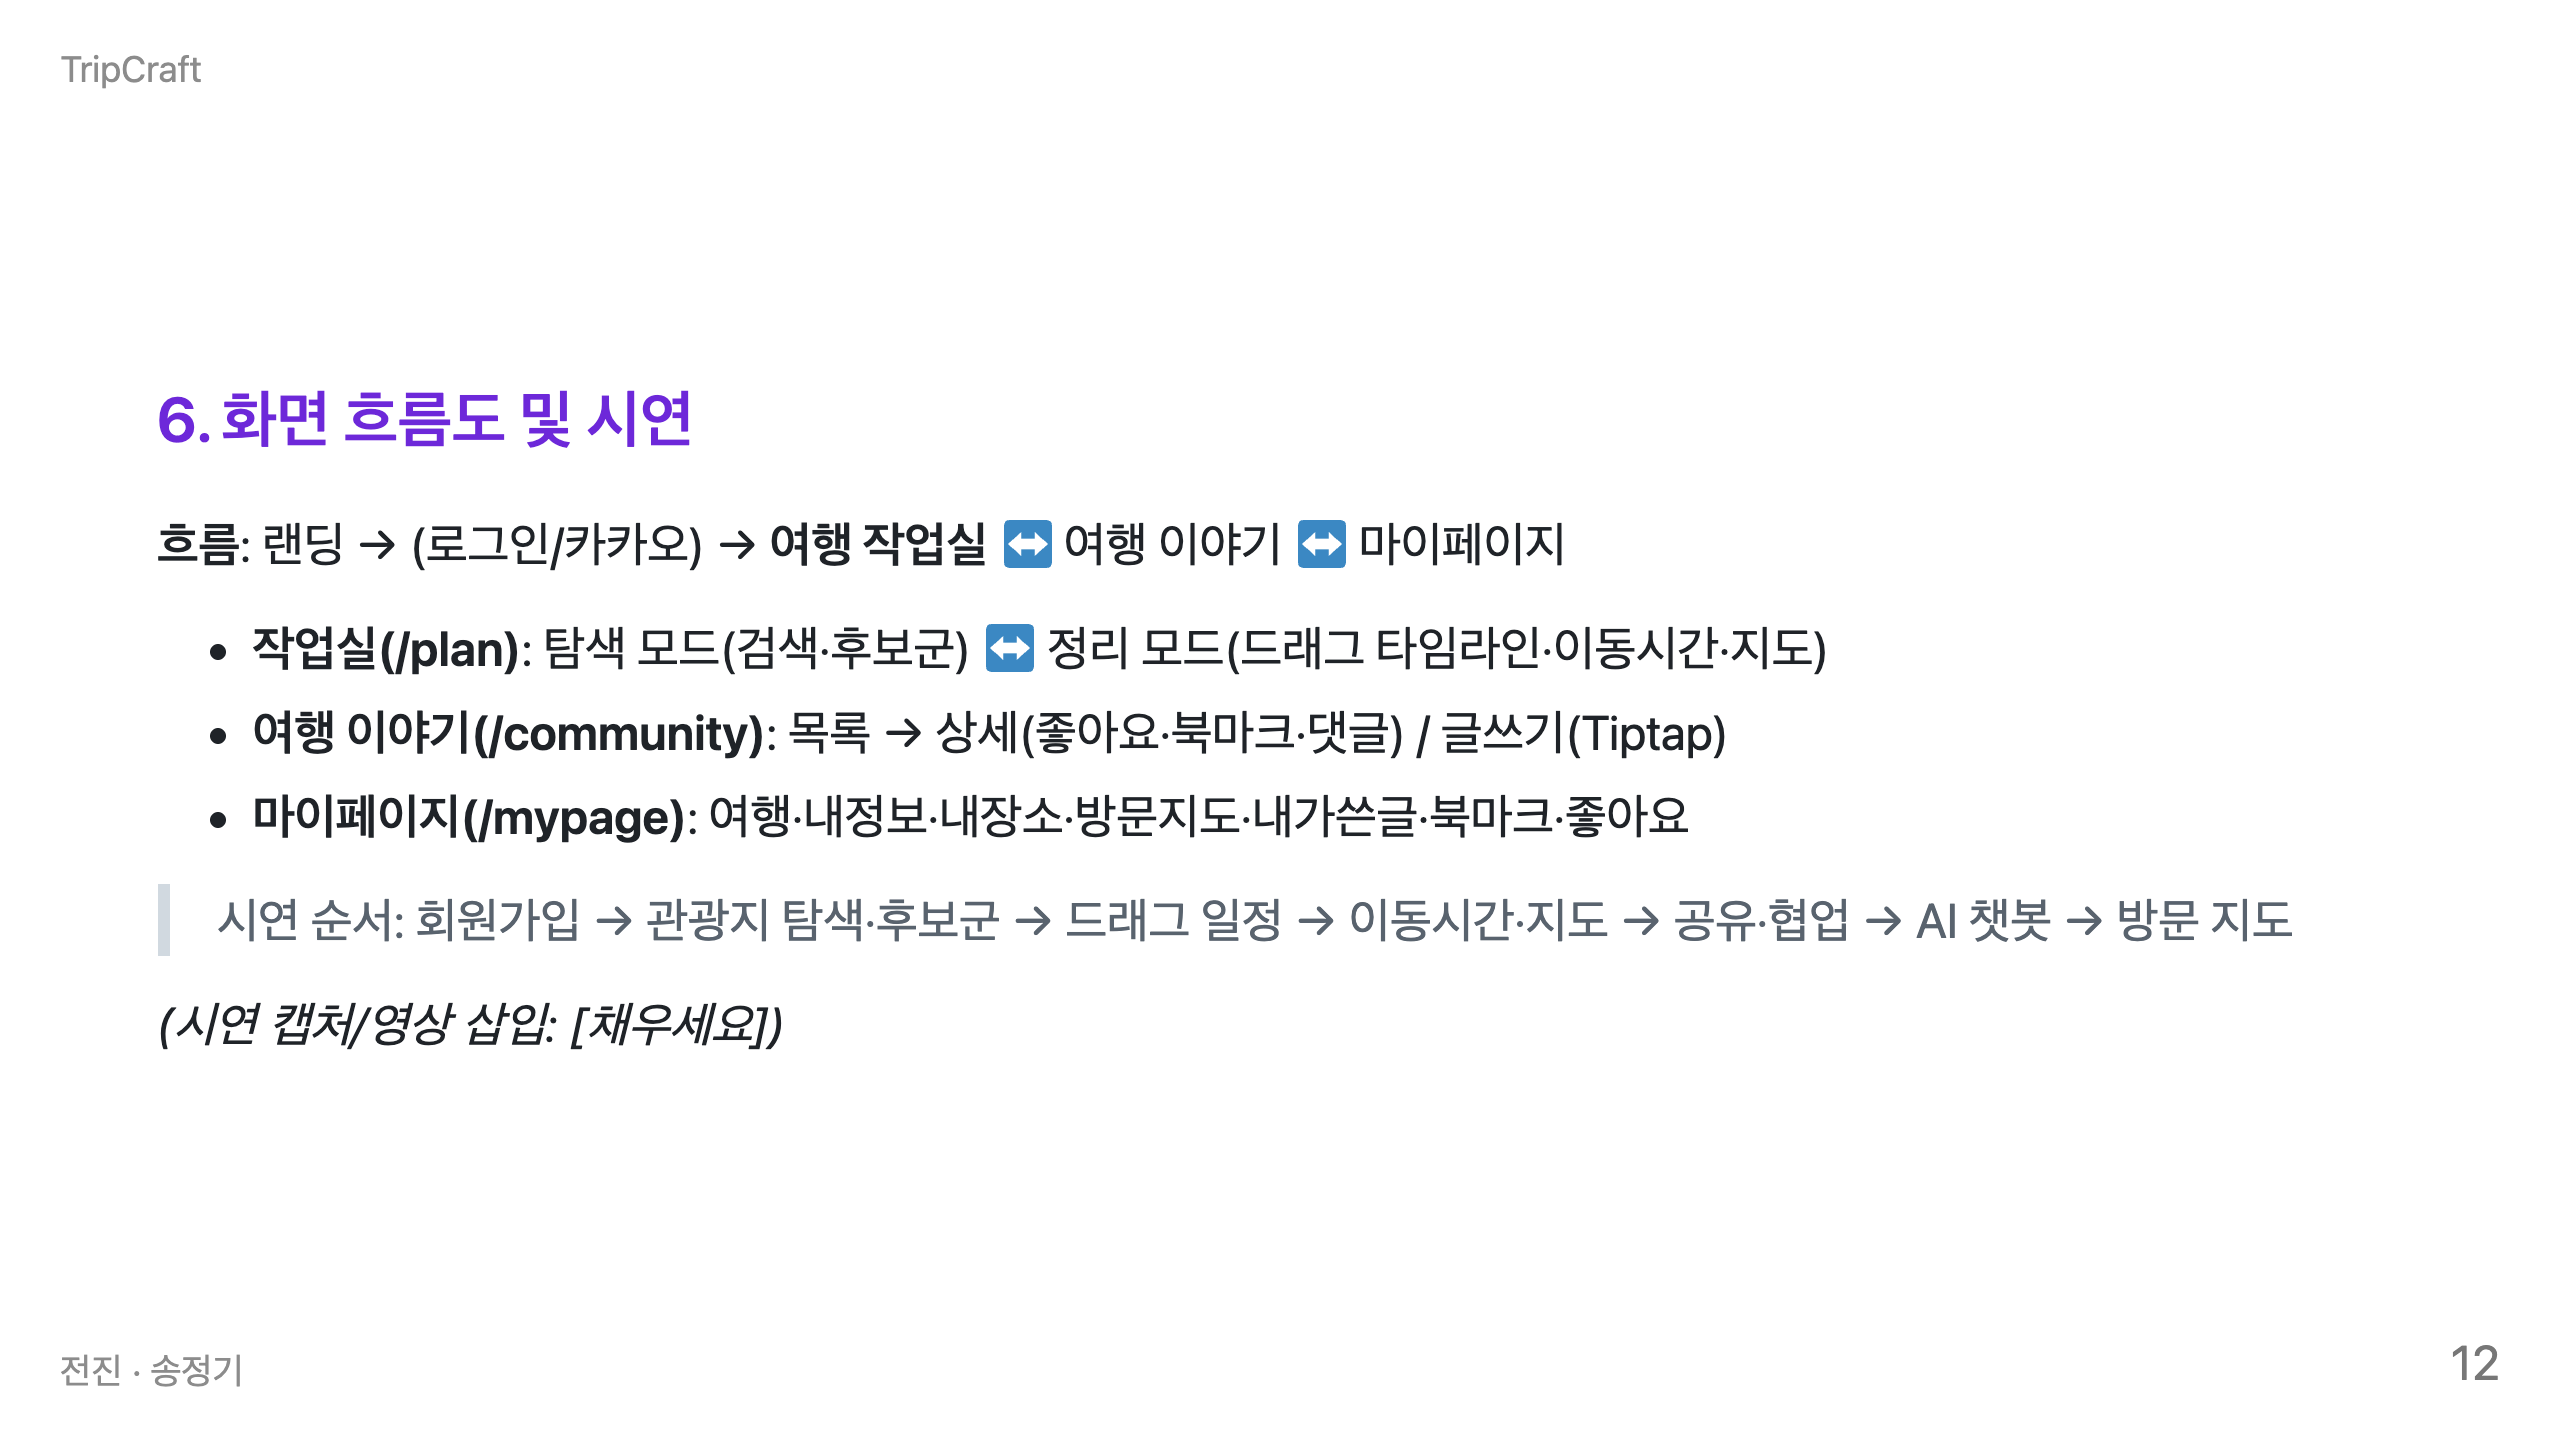 TripCraft
6. 화면 흐름도 및 시연
흐름: 랜딩 → (로그인/카카오) → 여행 작업실 ↔️ 여행 이야기 ↔️ 마이페이지
• 작업실(/plan): 탐색 모드(검색·후보군) ↔️ 정리 모드(드래그 타임라인·이동시간·지도)
• 여행 이야기(/community): 목록 → 상세(좋아요·북마크·댓글) / 글쓰기(Tiptap)
• 마이페이지(/mypage): 여행·내정보·내장소·방문지도·내가쓴글·북마크·좋아요
시연 순서: 회원가입 → 관광지 탐색·후보군 → 드래그 일정 → 이동시간·지도 → 공유·협업 → AI 챗봇 → 방문 지도
(시연 캡처/영상 삽입: [채우세요])
전진 · 송정기
12